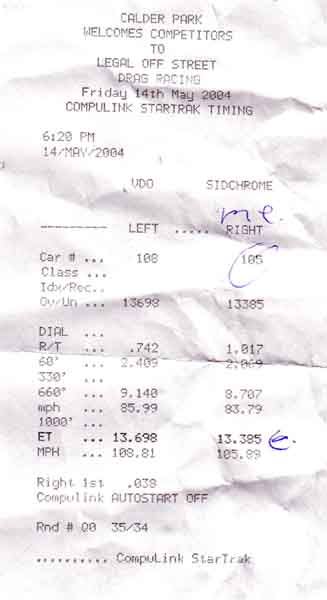 CALDER PARK
WELCOMES COMPETITORS
TO
LEGAL OFF STREET
DRAG RACING
Friday 14th May 2004
COMPULINK STARTRAK TIMING
6:20 PM
14/MAY/2004
VDO SIDCHROME
me.
--------- LEFT ..... RIGHT
Car # ... 108 105
Class ...
Idx/Rec..
Ov/Un ... 13698 13385
DIAL ...
R/T ... .742 1.017
60' ... 2.409 2.069
330' ...
660' ... 9.140 8.707
mph ... 85.99 83.79
1000' ...
ET ... 13.698 13.385
MPH ... 108.81 105.89
Right 1st .038
Compulink AUTOSTART OFF
Rnd # 00 35/34
.......... CompuLink StarTrak